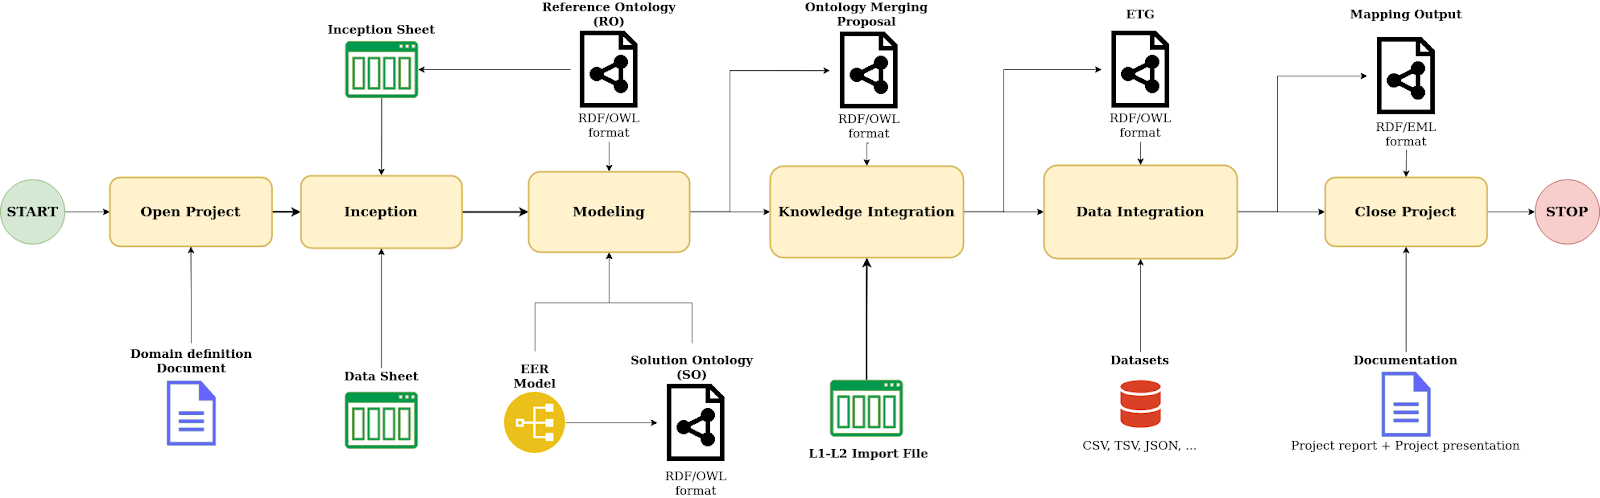 Reference Ontology
(RO)
Ontology Merging
Proposal
ETG
Mapping Output
Inception Sheet
RDF/OWL
format
RDF/OWL
format
RDF/OWL
format
RDF/EML
format
START
Open Project
Inception
Modeling
Knowledge Integration
Data Integration
Close Project
STOP
Domain definition
Document
Data Sheet
EER
Model
Solution Ontology
(SO)
RDF/OWL
format
L1-L2 Import File
Datasets
CSV, TSV, JSON, ...
Documentation
Project report + Project presentation